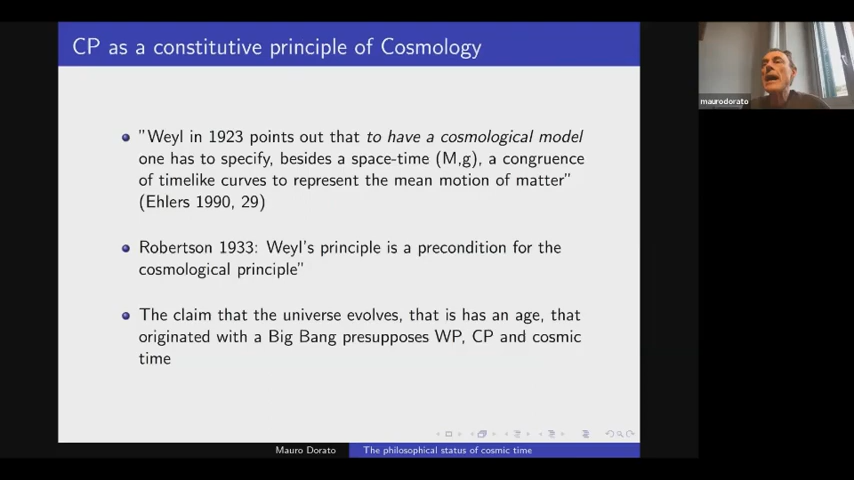 CP as a constitutive principle of Cosmology
"Weyl in 1923 points out that to have a cosmological model
one has to specify, besides a space-time (M,g), a congruence
of timelike curves to represent the mean motion of matter"
(Ehlers 1990, 29)
Robertson 1933: Weyl's principle is a precondition for the
cosmological principle"
The claim that the universe evolves, that is has an age, that
originated with a Big Bang presupposes WP, CP and cosmic
time
Mauro Dorato
The philosophical status of cosmic time
maurodorato